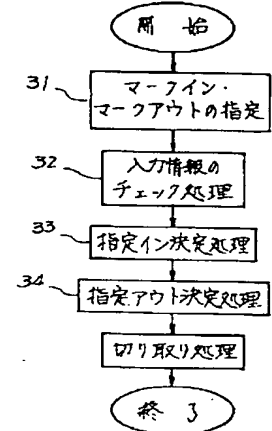 開始
31
マークイン・
マークアウトの指定
32
入力情報の
チェック処理
33
指定イン決定処理
34
指定アウト決定処理
切り取り処理
終了